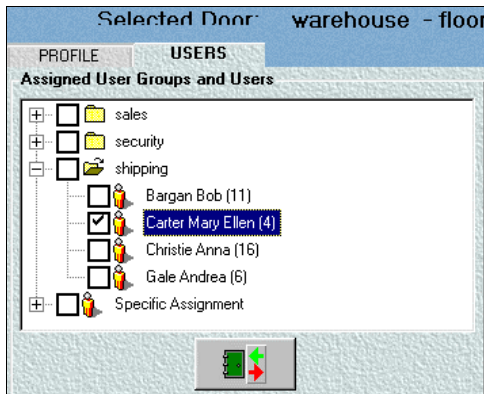 Selected Door: warehouse - floor
PROFILE USERS
Assigned User Groups and Users
sales
security
shipping
Bargan Bob (11)
Carter Mary Ellen (4)
Christie Anna (16)
Gale Andrea (6)
Specific Assignment